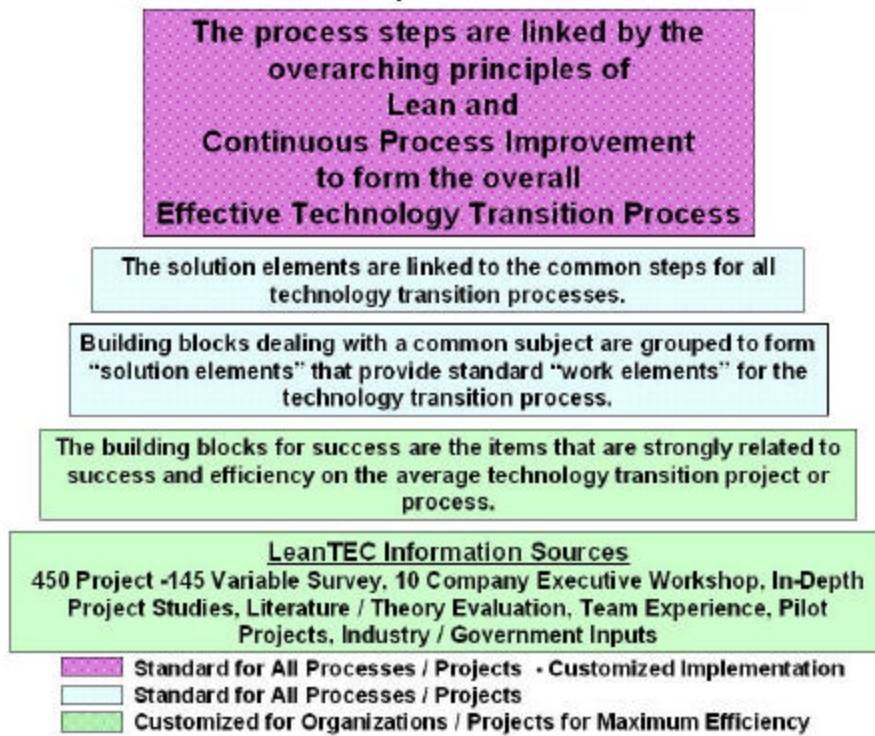 The process steps are linked by the
overarching principles of
Lean and
Continuous Process Improvement
to form the overall
Effective Technology Transition Process
The solution elements are linked to the common steps for all
technology transition processes.
Building blocks dealing with a common subject are grouped to form
“solution elements” that provide standard “work elements” for the
technology transition process.
The building blocks for success are the items that are strongly related to
success and efficiency on the average technology transition project or
process.
LeanTEC Information Sources
450 Project -145 Variable Survey, 10 Company Executive Workshop, In-Depth
Project Studies, Literature / Theory Evaluation, Team Experience, Pilot
Projects, Industry / Government Inputs
Standard for All Processes / Projects - Customized Implementation
Standard for All Processes / Projects
Customized for Organizations / Projects for Maximum Efficiency